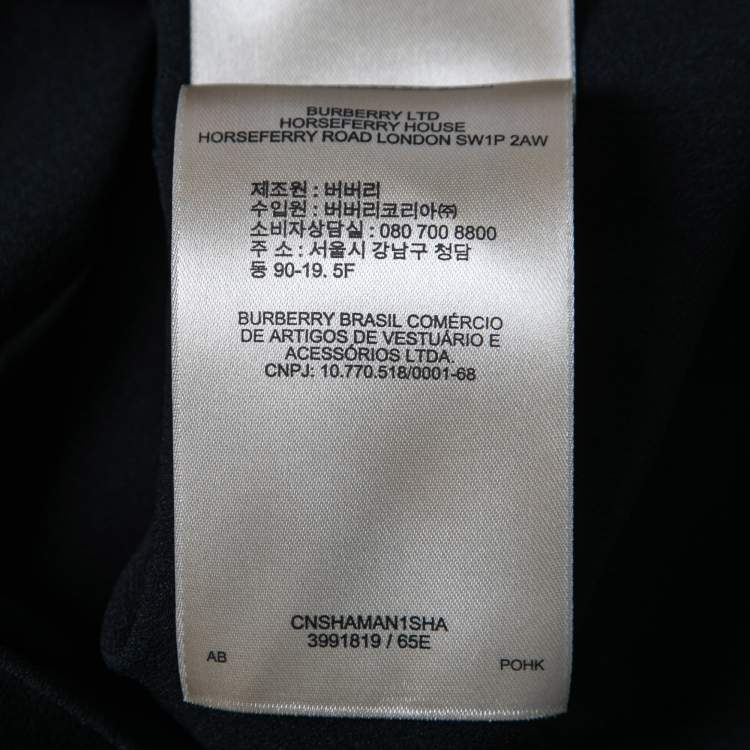 BURBERRY LTD
HORSEFERRY HOUSE
HORSEFERRY ROAD LONDON SW1P 2AW
제조원 : 버버리
수입원 : 버버리코리아㈜
소비자상담실 : 080 700 8800
주 소 : 서울시 강남구 청담
동 90-19. 5F
BURBERRY BRASIL COMÉRCIO
DE ARTIGOS DE VESTUÁRIO E
ACESSÓRIOS LTDA.
CNPJ: 10.770.518/0001-68
CNSHAMAN1SHA
3991819 / 65E
AB
POHK